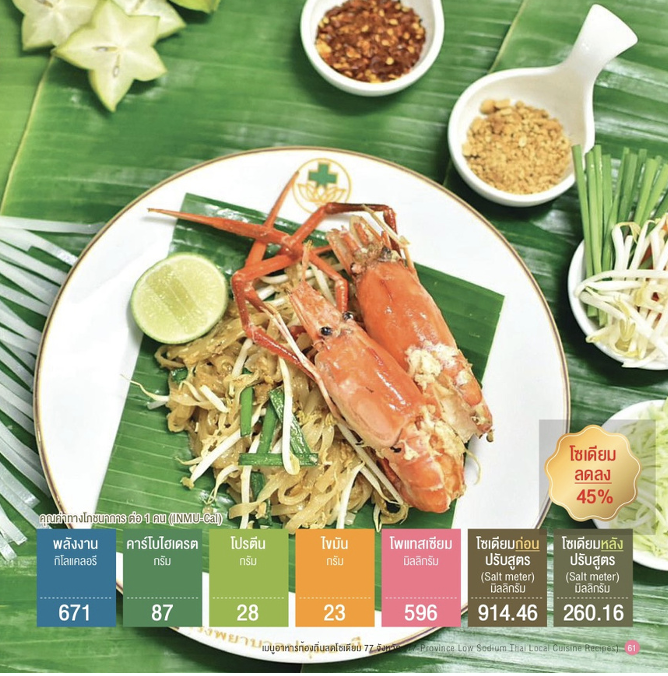 โซเดียม
ลดลง
45%
คุณค่าทางโภชนาการ ต่อ 1 คน (INMU-Cal)
พลังงาน
กิโลแคลอรี
671
คาร์โบไฮเดรต
กรัม
87
โปรตีน
กรัม
28
ไขมัน
กรัม
23
โพแทสเซียม
มิลลิกรัม
596
โซเดียมก่อน
ปรับสูตร
(Salt meter)
มิลลิกรัม
914.46
โซเดียมหลัง
ปรับสูตร
(Salt meter)
มิลลิกรัม
260.16
เมนูอาหารท้องถิ่นลดโซเดียม 77 จังหวัด Province Low Sodium Thai Local Cuisine Recipes) 61